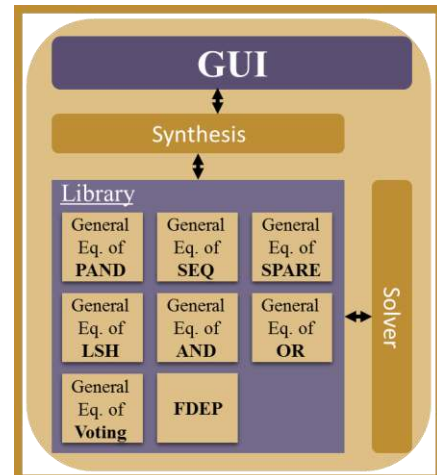 GUI
Synthesis
Library
General
Eq. of
PAND
General
Eq. of
SEQ
General
Eq. of
SPARE
General
Eq. of
LSH
General
Eq. of
AND
General
Eq. of
OR
General
Eq. of
Voting
FDEP
Solver